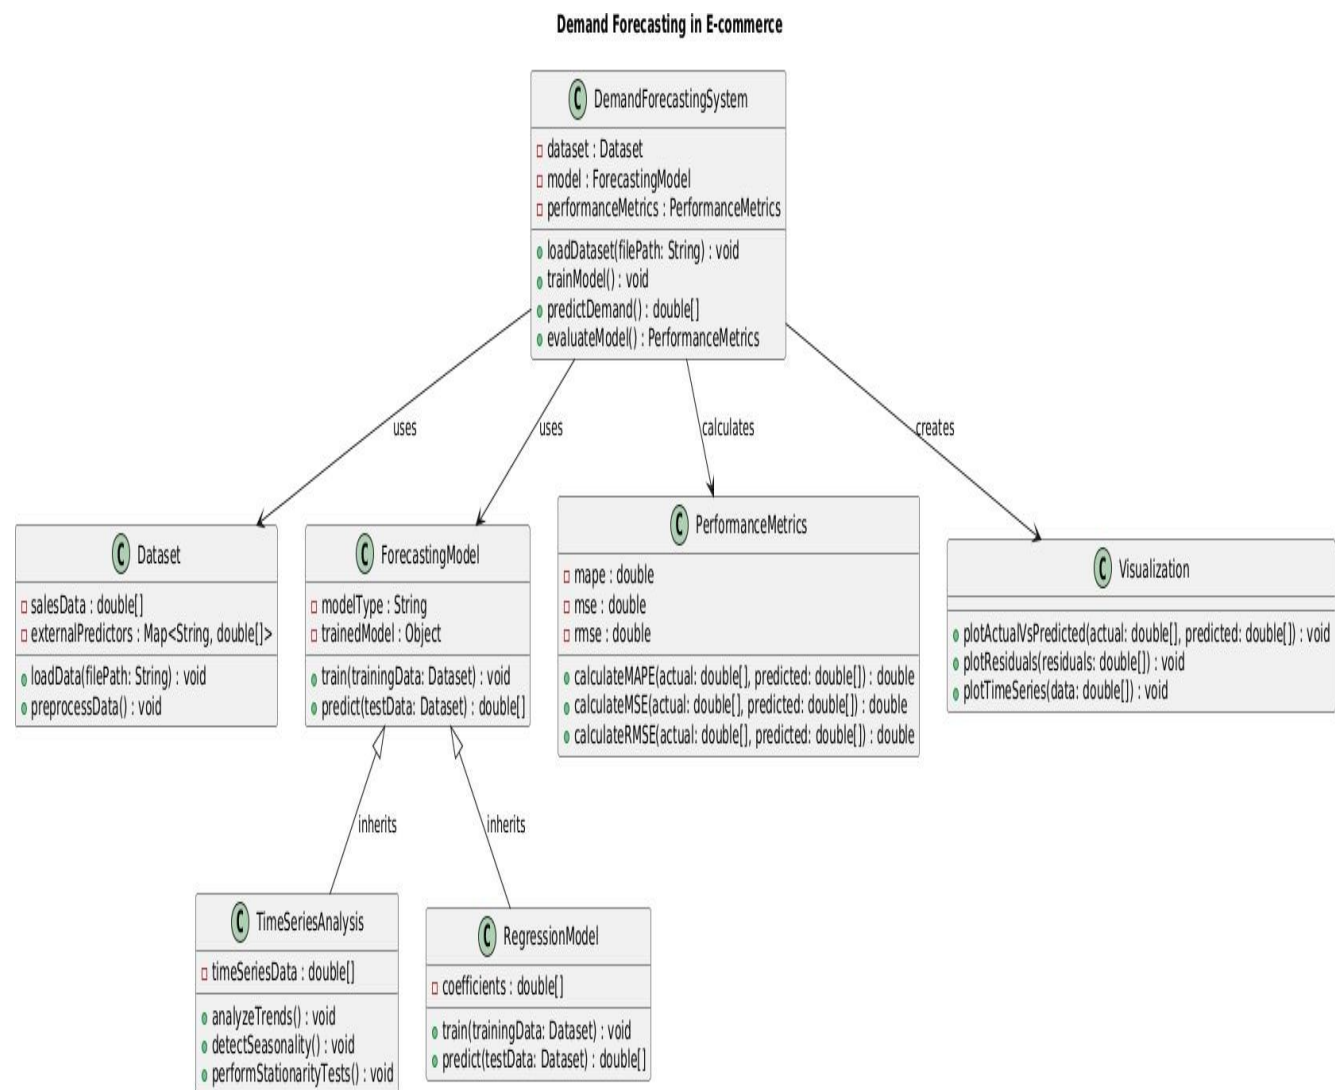 Demand Forecasting in E-commerce
C DemandForecastingSystem
dataset : Dataset
model : ForecastingModel
performanceMetrics : PerformanceMetrics
loadDataset(filePath: String) : void
trainModel() : void
predictDemand() : double[]
evaluateModel() : PerformanceMetrics
uses
uses
calculates
creates
C Dataset
salesData : double[]
externalPredictors : Map<String, double[]>
loadData(filePath: String) : void
preprocessData() : void
C ForecastingModel
modelType : String
trainedModel : Object
train(trainingData: Dataset) : void
predict(testData: Dataset) : double[]
C PerformanceMetrics
mape : double
mse : double
rmse : double
calculateMAPE(actual: double[], predicted: double[]) : double
calculateMSE(actual: double[], predicted: double[]) : double
calculateRMSE(actual: double[], predicted: double[]) : double
C Visualization
plotActualVsPredicted(actual: double[], predicted: double[]) : void
plotResiduals(residuals: double[]) : void
plotTimeSeries(data: double[]) : void
inherits
inherits
C TimeSeriesAnalysis
timeSeriesData : double[]
analyzeTrends() : void
detectSeasonality() : void
performStationarityTests() : void
C RegressionModel
coefficients : double[]
train(trainingData: Dataset) : void
predict(testData: Dataset) : double[]